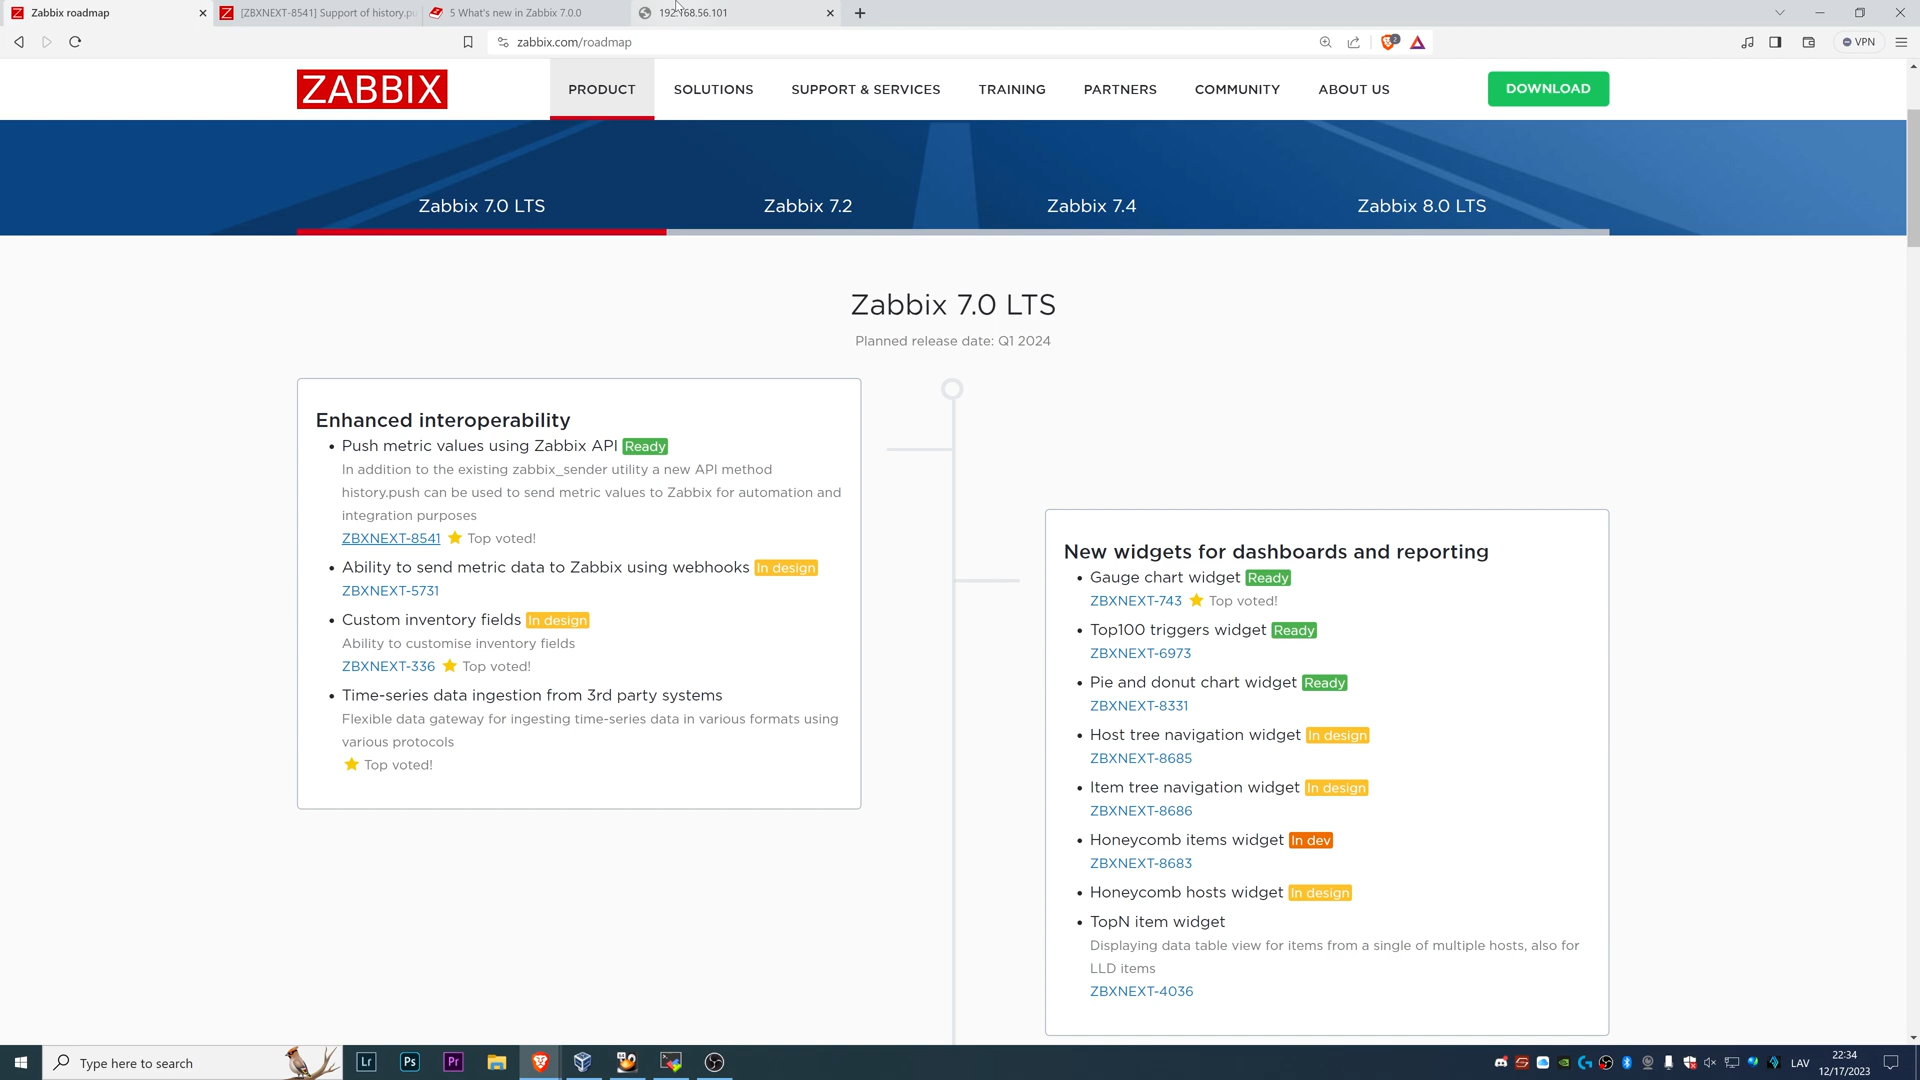 Zabbix roadmap
[ZBXNEXT-8541] Support of history.pu
5 What's new in Zabbix 7.0.0
192.168.56.101
zabbix.com/roadmap
2
VPN
ZABBIX
PRODUCT
SOLUTIONS
SUPPORT & SERVICES
TRAINING
PARTNERS
COMMUNITY
ABOUT US
DOWNLOAD
Zabbix 7.0 LTS
Zabbix 7.2
Zabbix 7.4
Zabbix 8.0 LTS
Zabbix 7.0 LTS
Planned release date: Q1 2024
Enhanced interoperability
Push metric values using Zabbix API Ready
In addition to the existing zabbix_sender utility a new API method
history.push can be used to send metric values to Zabbix for automation and
integration purposes
ZBXNEXT-8541 Top voted!
Ability to send metric data to Zabbix using webhooks In design
ZBXNEXT-5731
Custom inventory fields In design
Ability to customise inventory fields
ZBXNEXT-336 Top voted!
Time-series data ingestion from 3rd party systems
Flexible data gateway for ingesting time-series data in various formats using
various protocols
Top voted!
New widgets for dashboards and reporting
Gauge chart widget Ready
ZBXNEXT-743 Top voted!
Top100 triggers widget Ready
ZBXNEXT-6973
Pie and donut chart widget Ready
ZBXNEXT-8331
Host tree navigation widget In design
ZBXNEXT-8685
Item tree navigation widget In design
ZBXNEXT-8686
Honeycomb items widget In dev
ZBXNEXT-8683
Honeycomb hosts widget In design
TopN item widget
Displaying data table view for items from a single of multiple hosts, also for
LLD items
ZBXNEXT-4036
Type here to search
Lr
Ps
Pr
LAV
22:34
12/17/2023